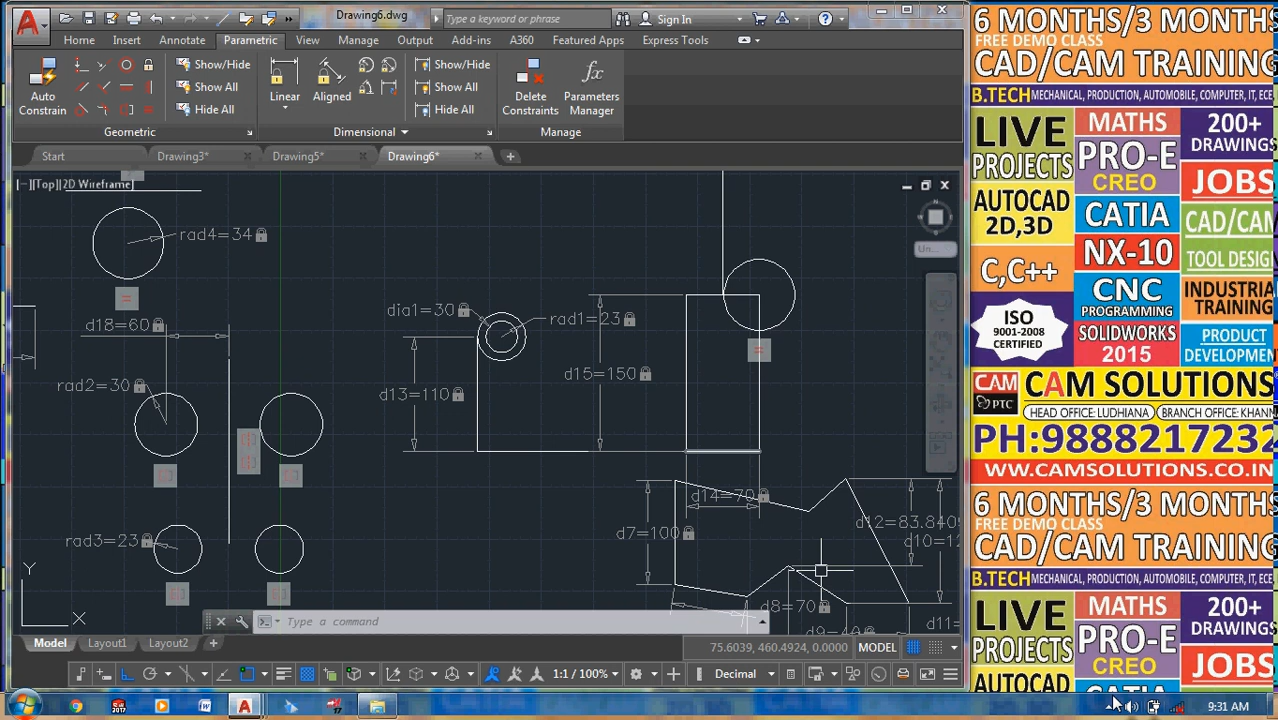 Drawing6.dwg
Type a keyword or phrase
Sign In
Home
Insert
Annotate
Parametric
View
Manage
Output
Add-ins
A360
Featured Apps
Express Tools
Auto
Constrain
Show/Hide
Show All
Hide All
Geometric
Linear
Aligned
Show/Hide
Show All
Hide All
Dimensional
Delete
Constraints
Parameters
Manager
Manage
Start
Drawing3*
Drawing5*
Drawing6*
[−][Top][2D Wireframe]
rad4=34
d18=60
rad2=30
rad3=23
dia1=30
rad1=23
d13=110
d15=150
d14=70
d7=100
d8=70
d12=83.840
Un...
Y
X
Type a command
Model
Layout1
Layout2
75.6039, 460.4924, 0.0000
MODEL
1:1 / 100%
Decimal
9:31 AM
6 MONTHS/3 MONTHS
FREE DEMO CLASS
CAD/CAM TRAINING
B.TECH MECHANICAL, PRODUCTION, AUTOMOBILE, COMPUTER, IT, ECE
LIVE
PROJECTS
MATHS
PRO-E
CREO
200+
DRAWINGS
JOBS
AUTOCAD
2D,3D
CATIA
CAD/CAM
NX-10
TOOL DESIG
C,C++
CNC
PROGRAMMING
INDUSTRIA
TRAINING
ISO
9001-2008
CERTIFIED
SOLIDWORKS
2015
PRODUCT
DEVELOPMEN
CAM
PTC
CAM SOLUTIONS
HEAD OFFICE: LUDHIANA
BRANCH OFFICE: KHANN
PH:9888217232
WWW.CAMSOLUTIONS.CO.IN
6 MONTHS/3 MONTHS
FREE DEMO CLASS
CAD/CAM TRAINING
B.TECH MECHANICAL, PRODUCTION, AUTOMOBILE, COMPUTER, IT, ECE
LIVE
PROJECTS
MATHS
PRO-E
CREO
200+
DRAWINGS
JOBS
AUTOCAD
CATIA
CAD/CAM